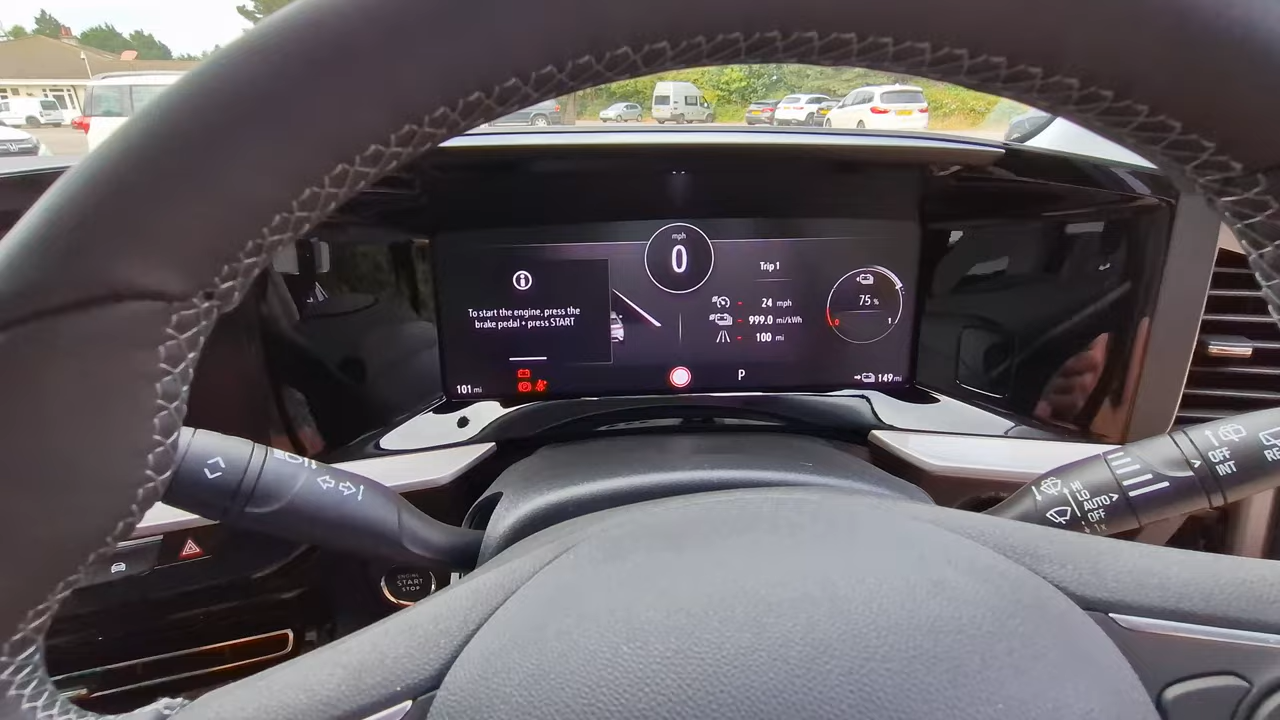 mph
0
To start the engine, press the
brake pedal + press START
Trip 1
24 mph
999.0 mi/kWh
100 mi
75 %
0
1
101 mi
P
149 mi
OFF
INT
HI
LO
AUTO
OFF
1x
ENGINE
START
STOP